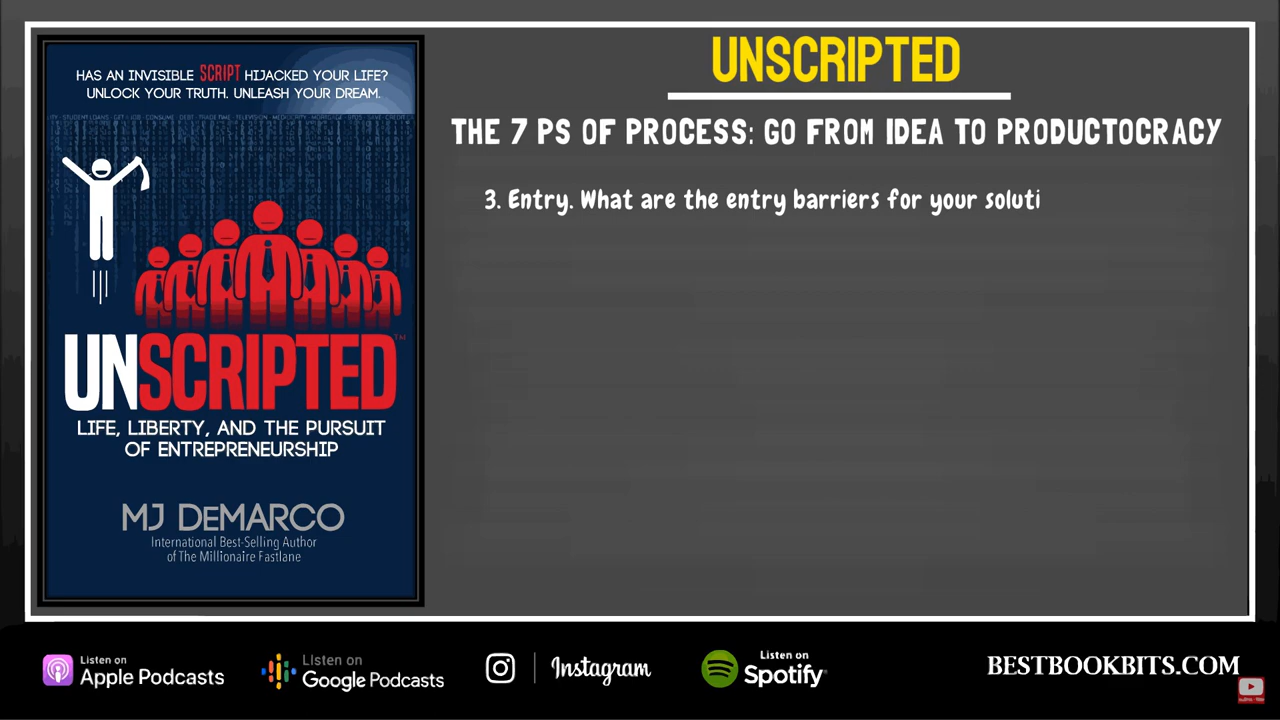 HAS AN INVISIBLE SCRIPT HIJACKED YOUR LIFE?
UNLOCK YOUR TRUTH. UNLEASH YOUR DREAM.
UNSCRIPTED™
LIFE, LIBERTY, AND THE PURSUIT
OF ENTREPRENEURSHIP
MJ DEMARCO
International Best-Selling Author
of The Millionaire Fastlane
UNSCRIPTED
THE 7 PS OF PROCESS: GO FROM IDEA TO PRODUCTOCRACY
3. Entry. What are the entry barriers for your soluti
Listen on
Apple Podcasts
Listen on
Google Podcasts
Instagram
Listen on
Spotify
BESTBOOKBITS.COM